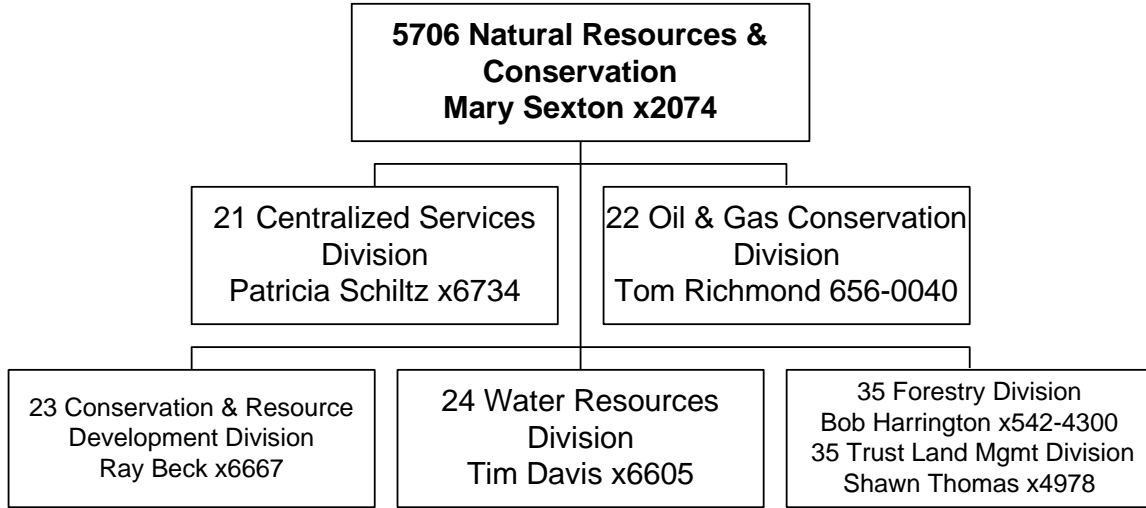 5706 Natural Resources &
Conservation
Mary Sexton x2074
21 Centralized Services
Division
Patricia Schiltz x6734
22 Oil & Gas Conservation
Division
Tom Richmond 656-0040
23 Conservation & Resource
Development Division
Ray Beck x6667
24 Water Resources
Division
Tim Davis x6605
35 Forestry Division
Bob Harrington x542-4300
35 Trust Land Mgmt Division
Shawn Thomas x4978